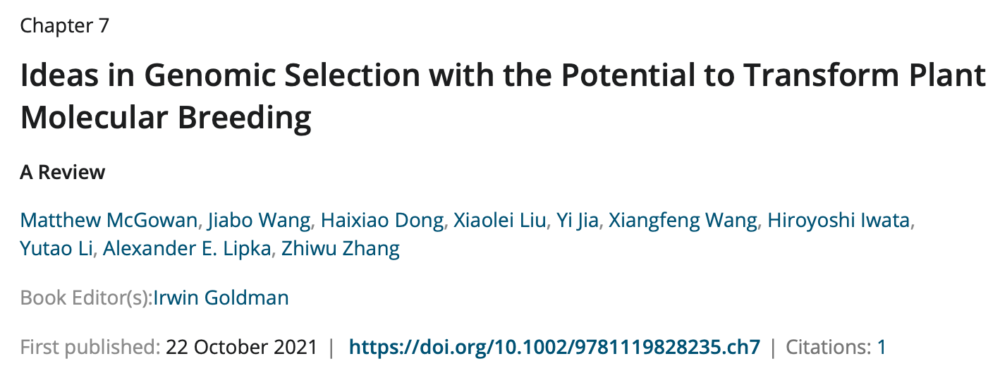 Chapter 7
Ideas in Genomic Selection with the Potential to Transform Plant
Molecular Breeding
A Review
Matthew McGowan, Jiabo Wang, Haixiao Dong, Xiaolei Liu, Yi Jia, Xiangfeng Wang, Hiroyoshi Iwata,
Yutao Li, Alexander E. Lipka, Zhiwu Zhang
Book Editor(s):Irwin Goldman
First published: 22 October 2021 | https://doi.org/10.1002/9781119828235.ch7 | Citations: 1